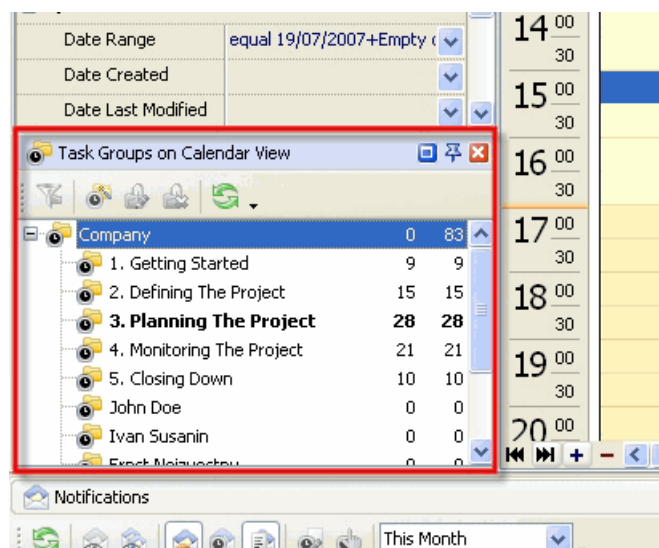 Date Range equal 19/07/2007+Empty
Date Created
Date Last Modified
Task Groups on Calendar View
Company 0 83
1. Getting Started 9 9
2. Defining The Project 15 15
3. Planning The Project 28 28
4. Monitoring The Project 21 21
5. Closing Down 10 10
John Doe 0 0
Ivan Susanin 0 0
14 00
30
15 00
30
16 00
30
17 00
30
18 00
30
19 00
30
20 00
Notifications
This Month